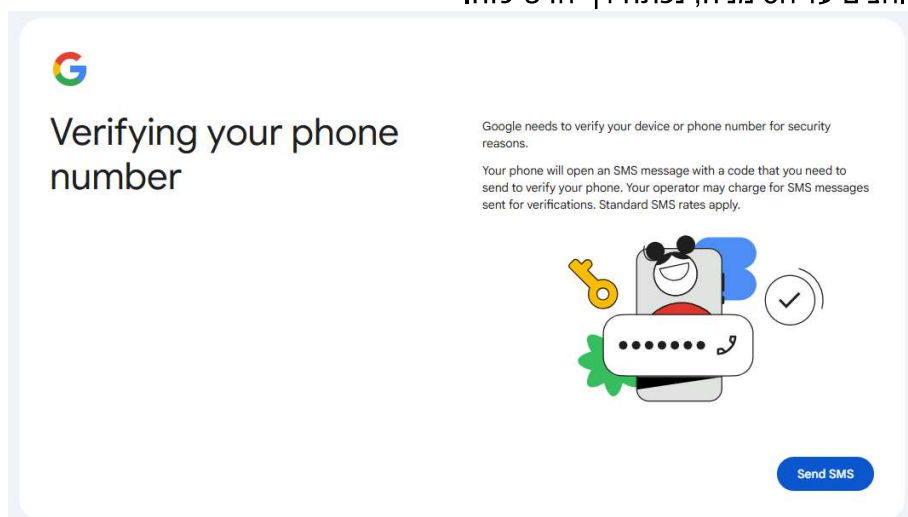 Verifying your phone
number
Google needs to verify your device or phone number for security
reasons.
Your phone will open an SMS message with a code that you need to
send to verify your phone. Your operator may charge for SMS messages
sent for verifications. Standard SMS rates apply.
Send SMS